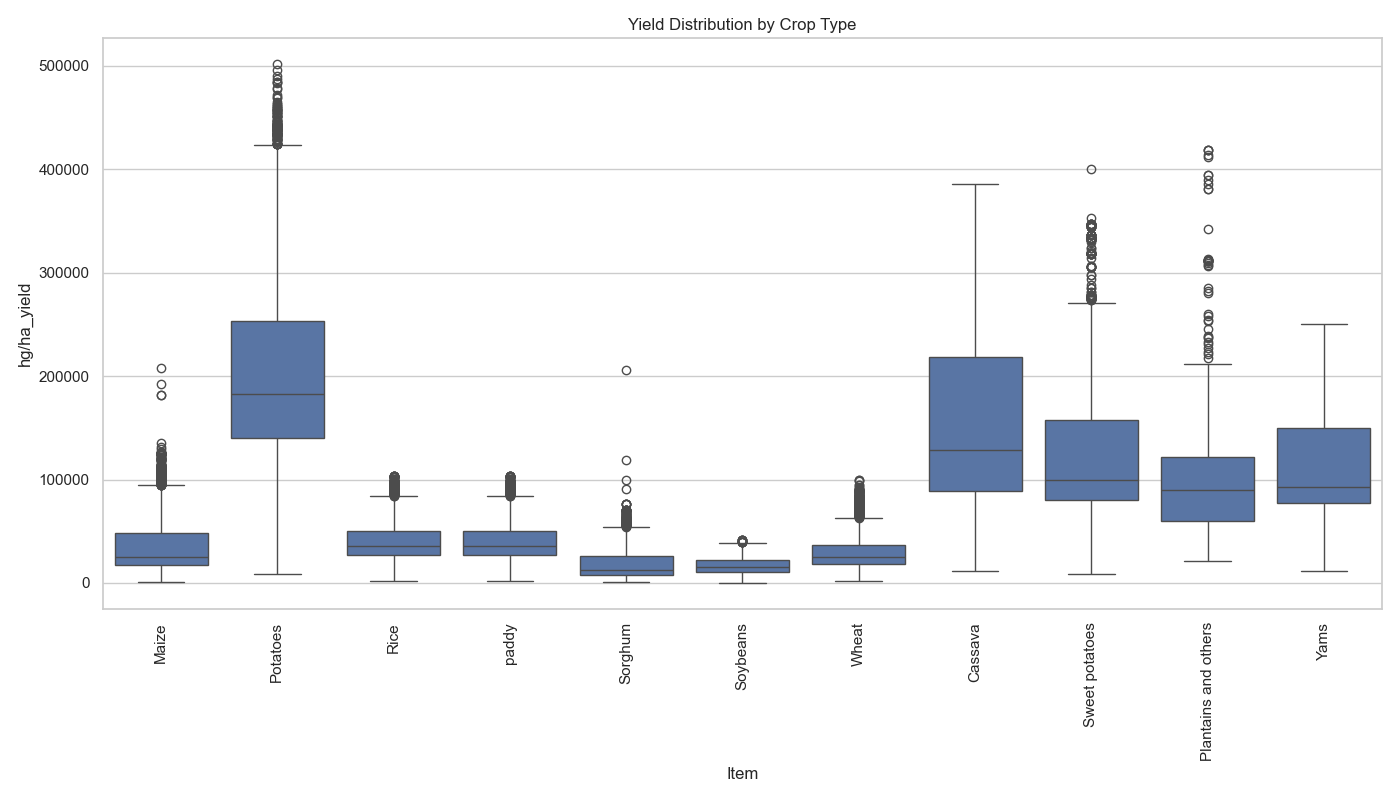 Yield Distribution by Crop Type
hg/ha_yield
500000
400000
300000
200000
100000
0
Maize
Potatoes
Rice
paddy
Sorghum
Soybeans
Wheat
Cassava
Sweet potatoes
Plantains and others
Yams
Item